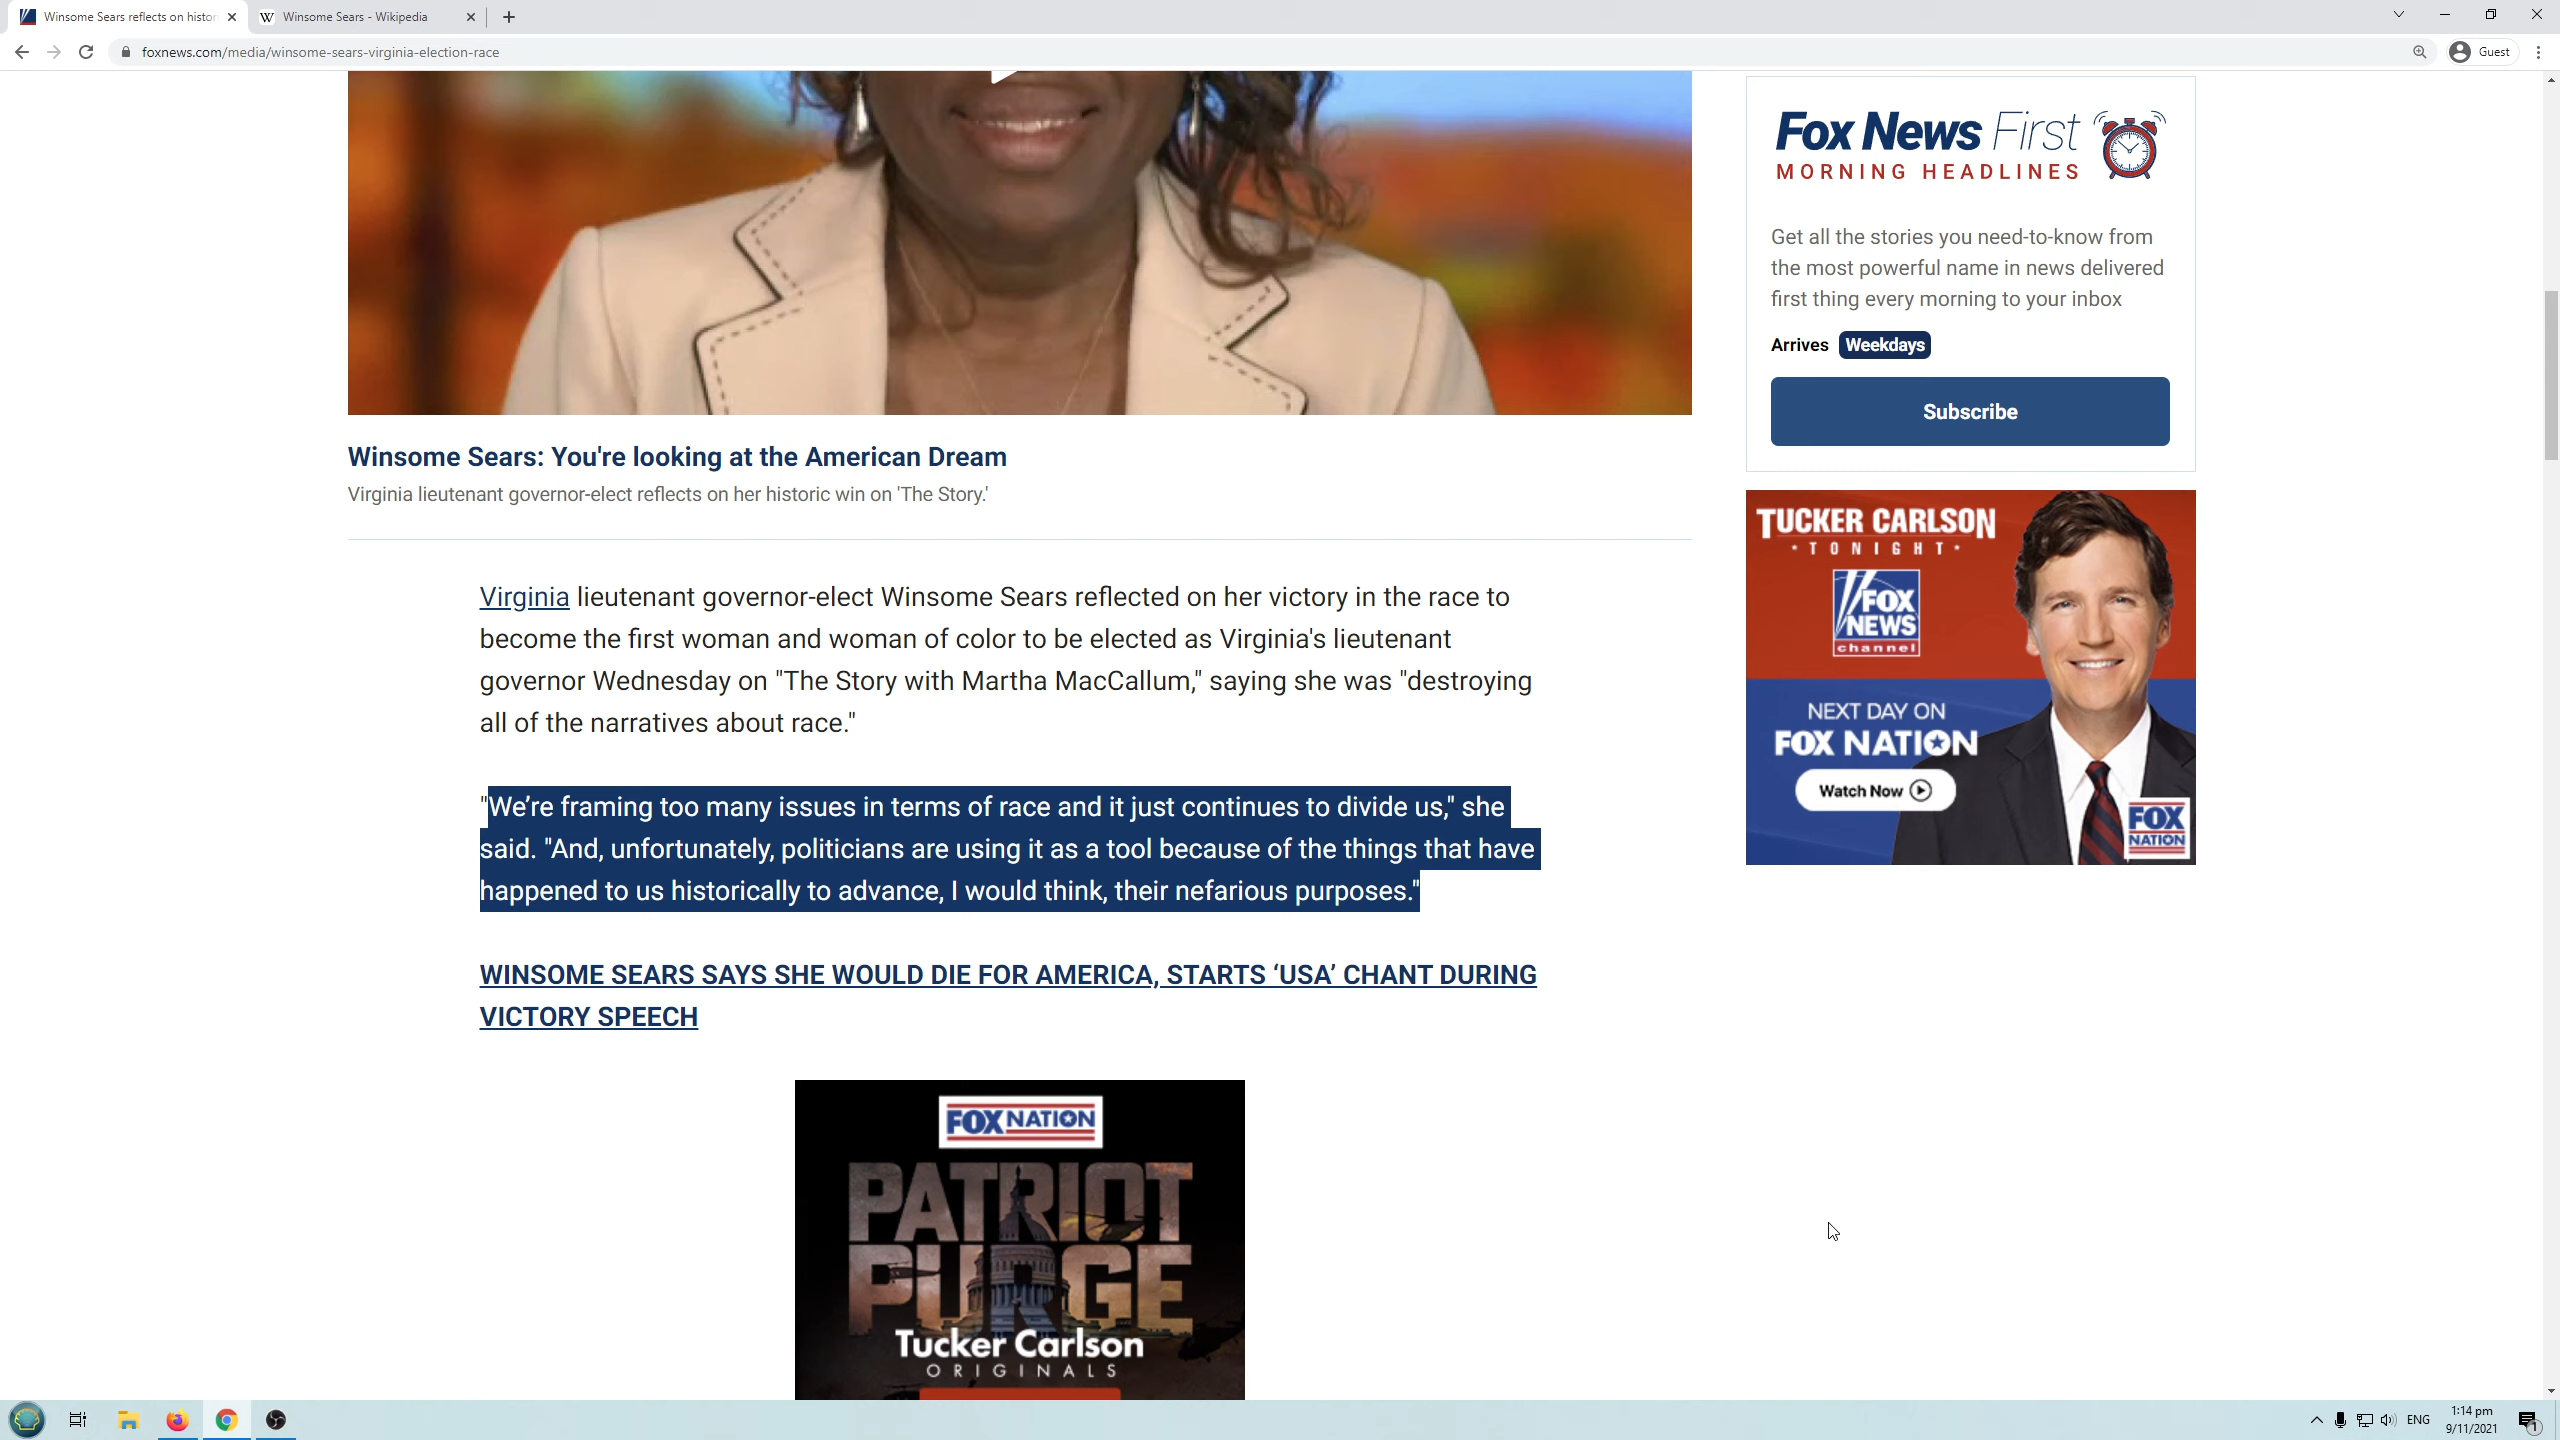 Winsome Sears reflects on histor
Winsome Sears - Wikipedia
foxnews.com/media/winsome-sears-virginia-election-race
Guest
Fox News First
MORNING HEADLINES
Get all the stories you need-to-know from
the most powerful name in news delivered
first thing every morning to your inbox
Arrives Weekdays
Subscribe
Winsome Sears: You're looking at the American Dream
Virginia lieutenant governor-elect reflects on her historic win on 'The Story.'
TUCKER CARLSON
• TONIGHT •
FOX
NEWS
channel
NEXT DAY ON
FOX NATION
Watch Now
FOX
NATION
Virginia lieutenant governor-elect Winsome Sears reflected on her victory in the race to
become the first woman and woman of color to be elected as Virginia's lieutenant
governor Wednesday on "The Story with Martha MacCallum," saying she was "destroying
all of the narratives about race."
"We’re framing too many issues in terms of race and it just continues to divide us," she
said. "And, unfortunately, politicians are using it as a tool because of the things that have
happened to us historically to advance, I would think, their nefarious purposes."
WINSOME SEARS SAYS SHE WOULD DIE FOR AMERICA, STARTS ‘USA’ CHANT DURING
VICTORY SPEECH
FOX NATION
PATRIOT
PURGE
Tucker Carlson
ORIGINALS
ENG
1:14 pm
9/11/2021
1